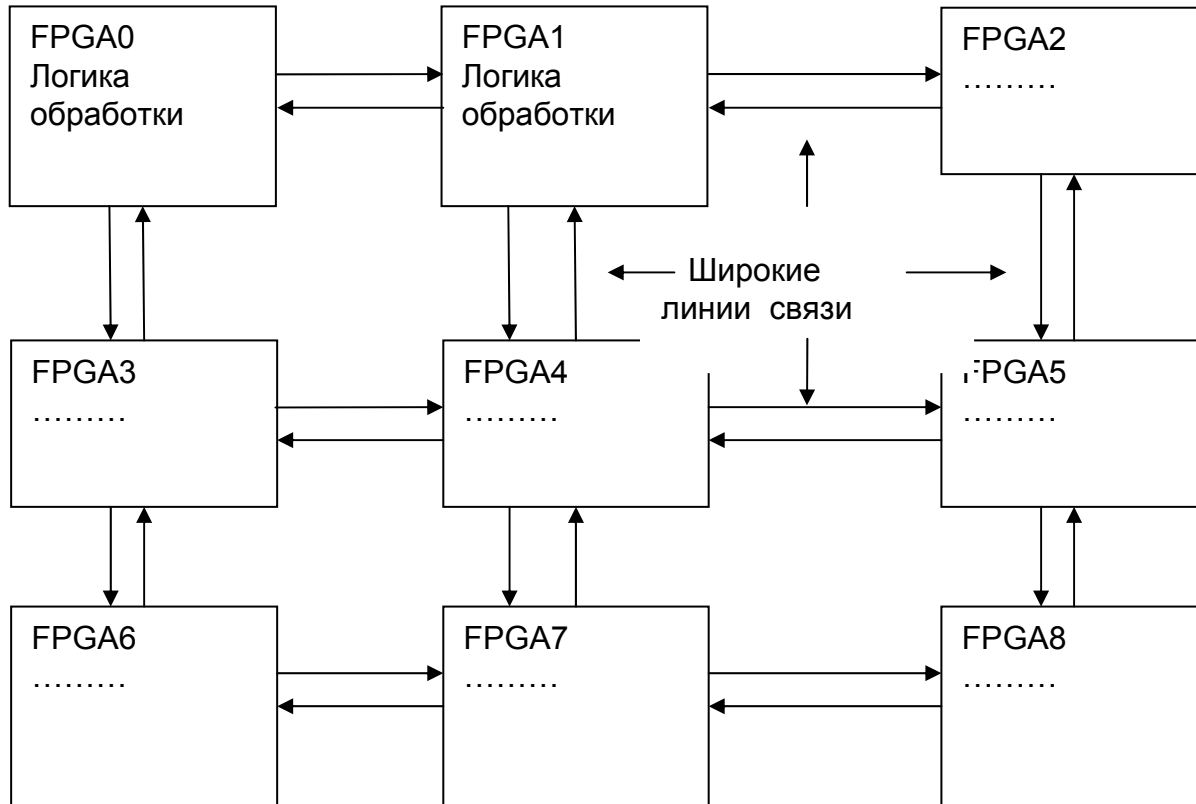 FPGA0
Логика
обработки
FPGA1
Логика
обработки
FPGA2
.........
Широкие
линии связи
FPGA3
.........
FPGA4
.........
FPGA5
.........
FPGA6
.........
FPGA7
.........
FPGA8
.........